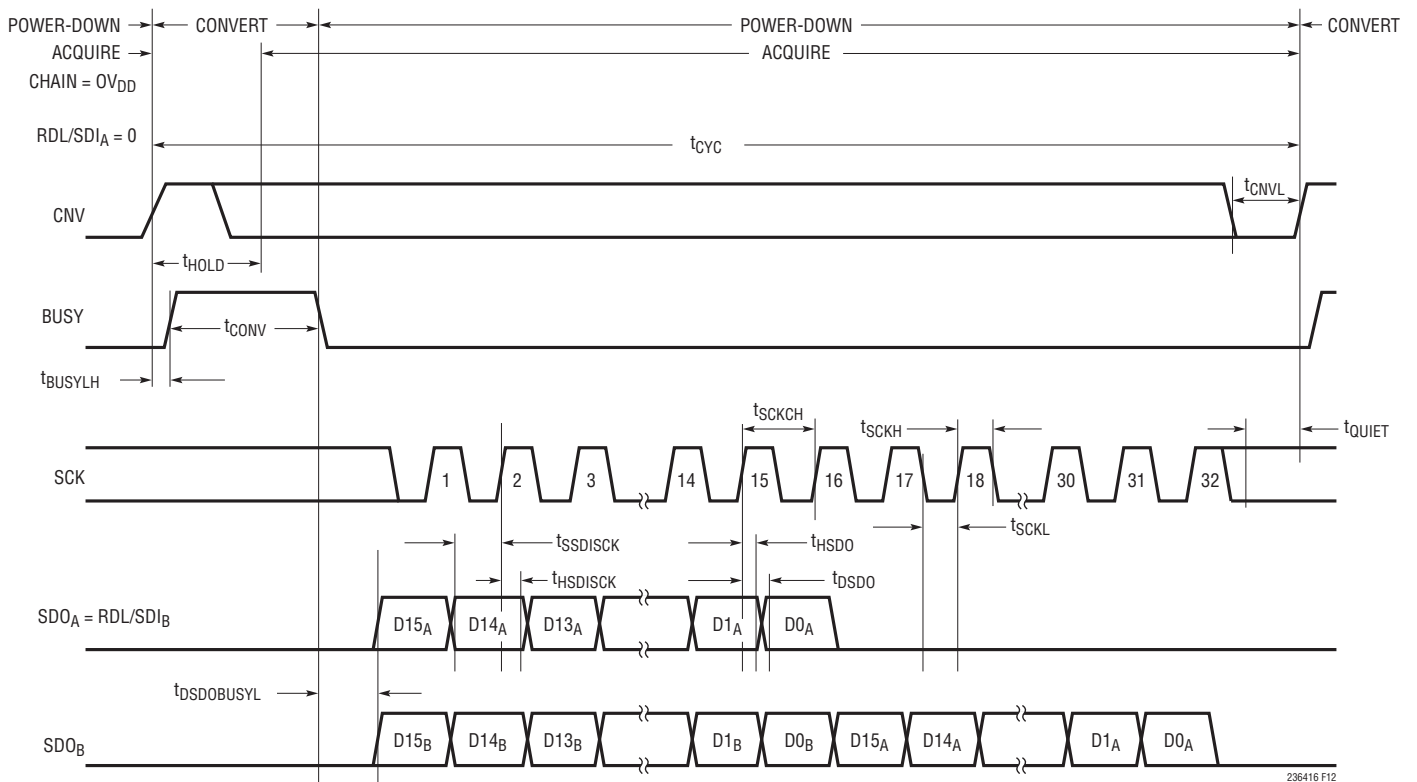 POWER-DOWN CONVERT POWER-DOWN CONVERT
ACQUIRE ACQUIRE
CHAIN = OVDD
RDL/SDIA = 0
tCYC
CNV
tCNVL
tHOLD
BUSY
tCONV
tBUSYLH
tSCKCH
tSCKH
tQUIET
SCK
1 2 3 14 15 16 17 18 30 31 32
tSSDISCK
tHSDO
tSCKL
tHSDISCK
tDSDO
SDOA = RDL/SDIB
D15A D14A D13A D1A D0A
tDSDOBUSYL
SDOB
D15B D14B D13B D1B D0B D15A D14A D1A D0A
236416 F12